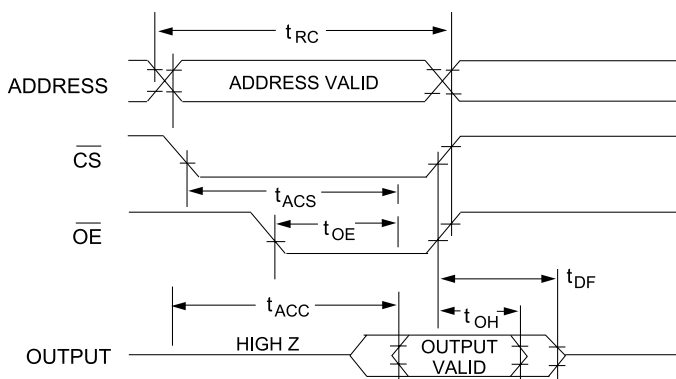 tRC
ADDRESS
ADDRESS VALID
CS
tACS
OE
tOE
tDF
tACC
tOH
OUTPUT
HIGH Z
OUTPUT
VALID